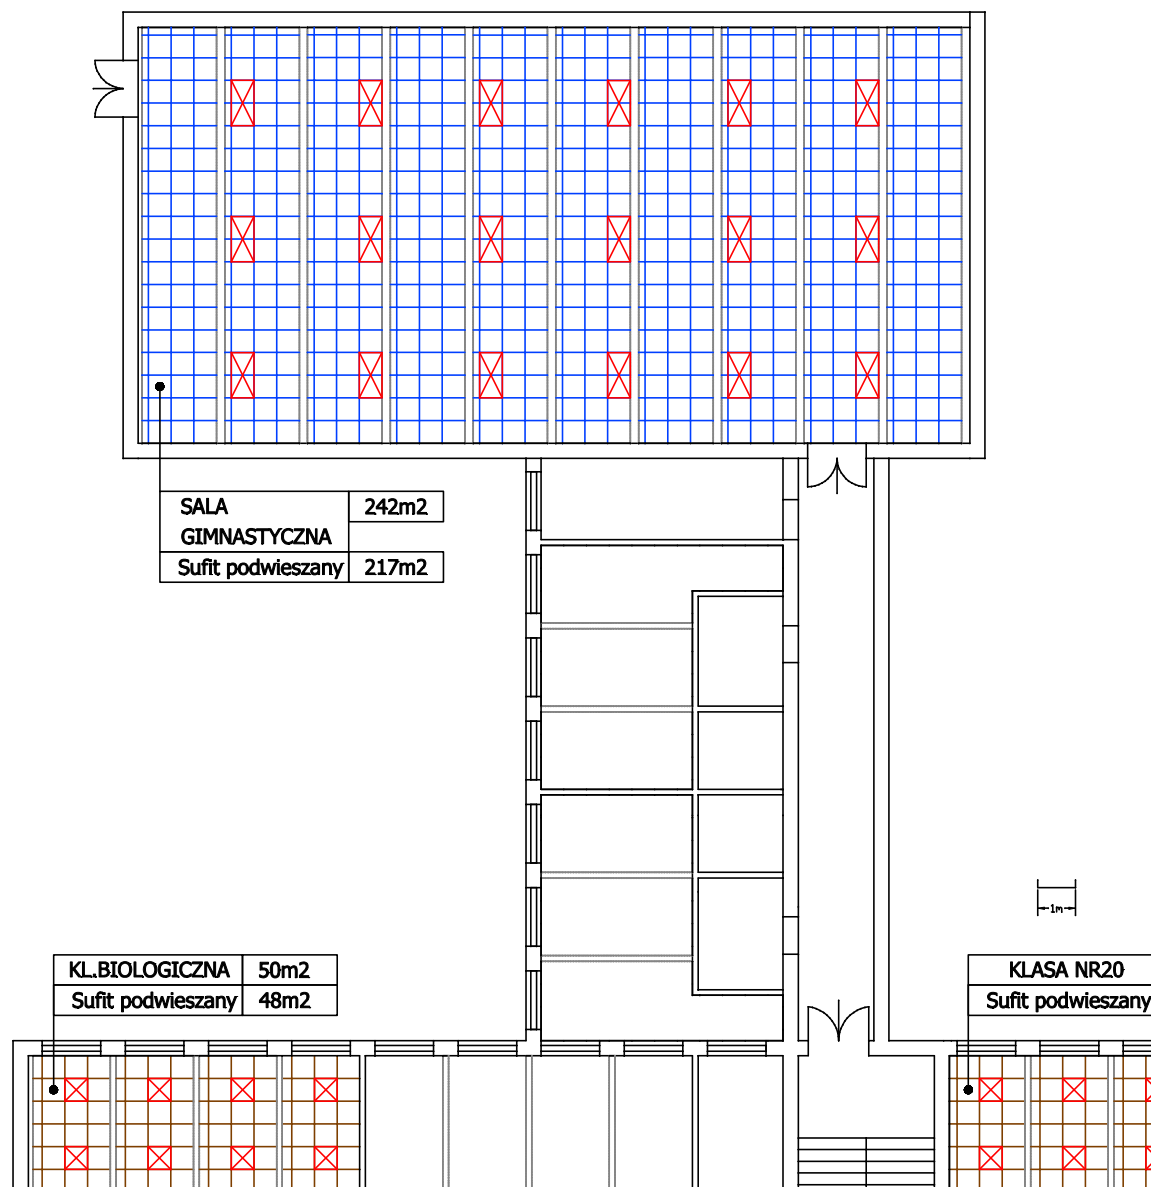 SALA 242m2
GIMNASTYCZNA
Sufit podwieszany 217m2
1m
KL.BIOLOGICZNA 50m2
Sufit podwieszany 48m2
KLASA NR20
Sufit podwieszany